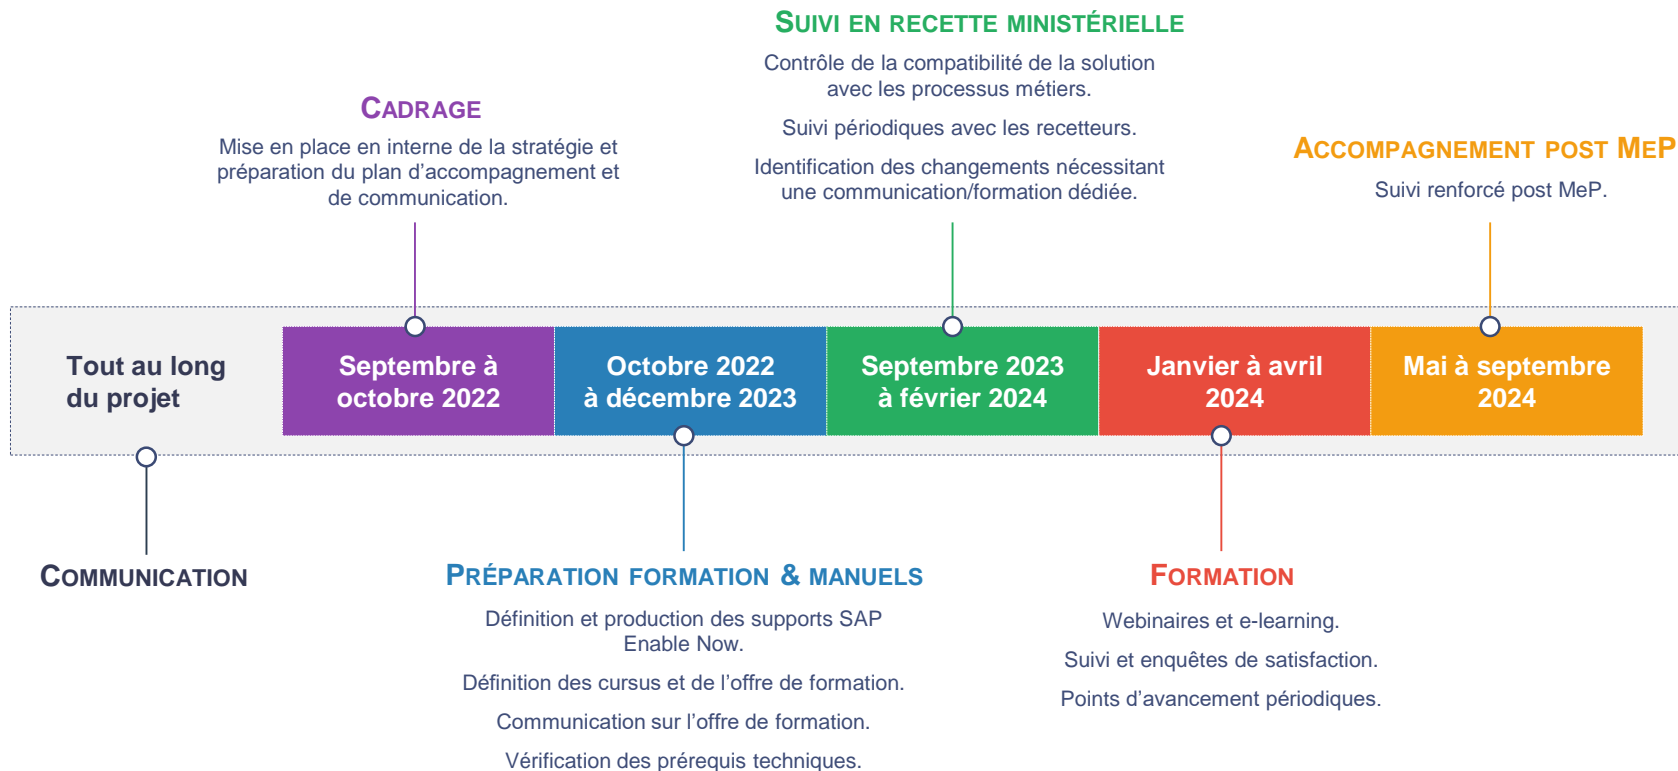 SUIVI EN RECETTE MINISTÉRIELLE
Contrôle de la compatibilité de la solution
avec les processus métiers.
Suivi périodiques avec les recetteurs.
Identification des changements nécessitant
une communication/formation dédiée.
CADRAGE
Mise en place en interne de la stratégie et
préparation du plan d’accompagnement et
de communication.
ACCOMPAGNEMENT POST MEP
Suivi renforcé post MeP.
Tout au long
du projet
Septembre à
octobre 2022
Octobre 2022
à décembre 2023
Septembre 2023
à février 2024
Janvier à avril
2024
Mai à septembre
2024
COMMUNICATION
PRÉPARATION FORMATION & MANUELS
Définition et production des supports SAP
Enable Now.
Définition des cursus et de l’offre de formation.
Communication sur l’offre de formation.
Vérification des prérequis techniques.
FORMATION
Webinaires et e-learning.
Suivi et enquêtes de satisfaction.
Points d’avancement périodiques.